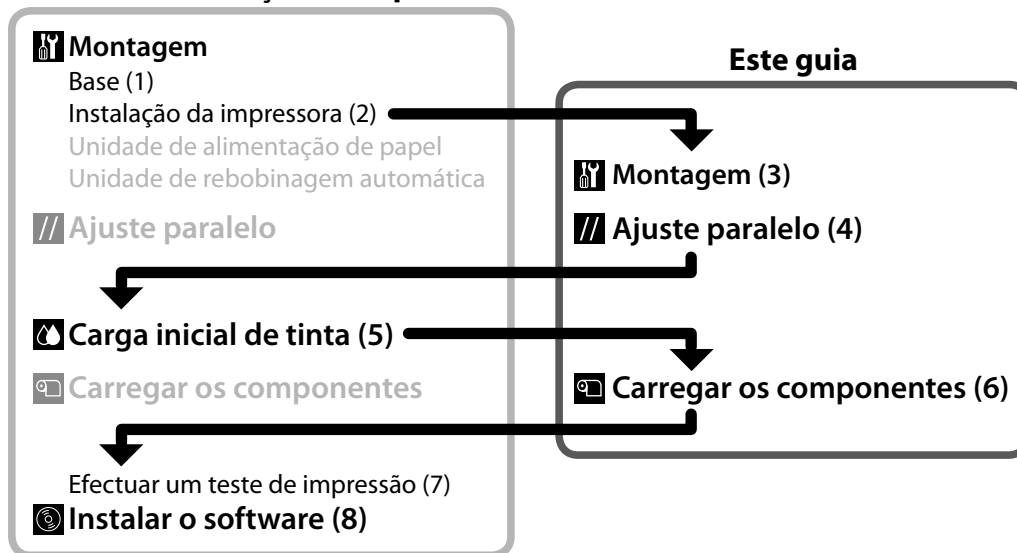 Montagem
Base (1)
Instalação da impressora (2)
Unidade de alimentação de papel
Unidade de rebobinagem automática
Ajuste paralelo
Carga inicial de tinta (5)
Carregar os componentes
Efectuar um teste de impressão (7)
Instalar o software (8)
Este guia
Montagem (3)
Ajuste paralelo (4)
Carregar os componentes (6)